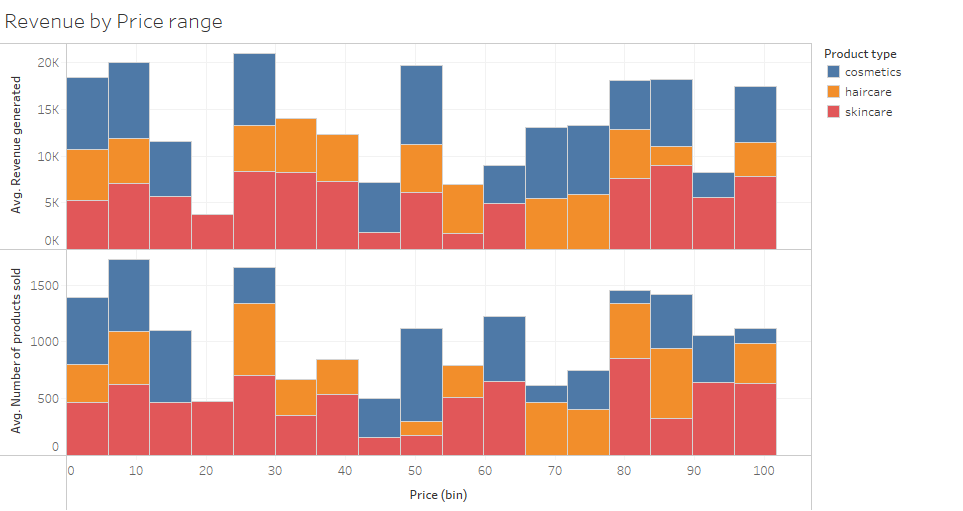 Revenue by Price range
Product type
cosmetics
haircare
skincare
Avg. Revenue generated
20K
15K
10K
5K
0K
Avg. Number of products sold
1500
1000
500
0
0 10 20 30 40 50 60 70 80 90 100
Price (bin)